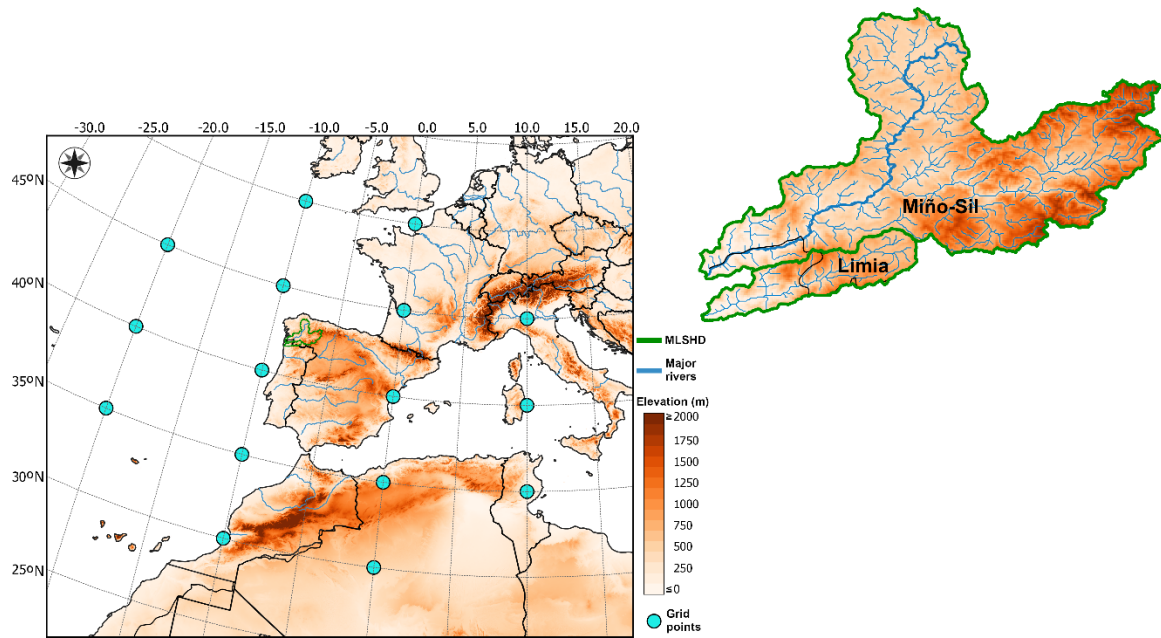 -30.0 -25.0 -20.0 -15.0 -10.0 -5.0 0.0 5.0 10.0 15.0 20.0
45ºN
40ºN
35ºN
30ºN
25ºN
Miño-Sil
Limia
MLSHD
Major
rivers
Elevation (m)
≥2000
1750
1500
1250
1000
750
500
250
≤0
Grid
points